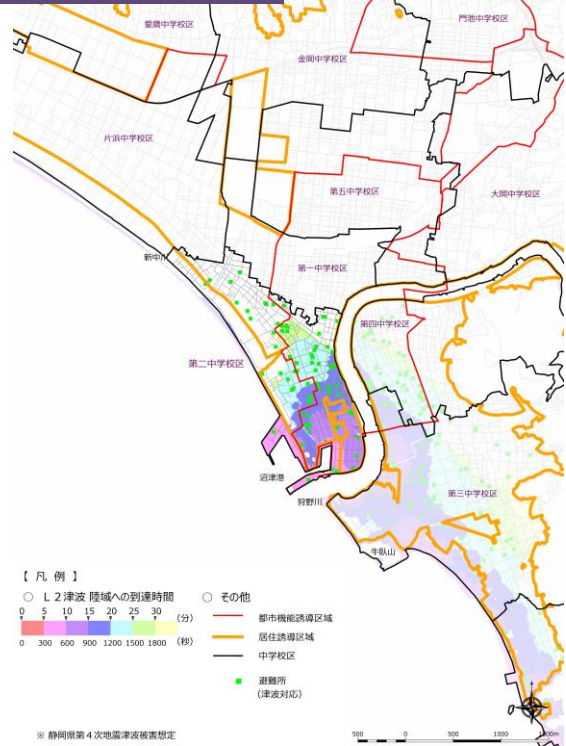 愛鷹中学校区
門池中学校区
金岡中学校区
片浜中学校区
第五中学校区
大岡中学校区
新中川
第一中学校区
第四中学校区
第二中学校区
沼津港
狩野川
第三中学校区
牛臥山
【 凡 例 】
○ L2津波 陸域への到達時間
0 5 10 15 20 25 30 (分)
0 300 600 900 1200 1500 1800 (秒)
○ その他
都市機能誘導区域
居住誘導区域
中学校区
避難所
(津波対応)
※ 静岡県第4次地震津波被害想定
500 0 500 1000 1500m